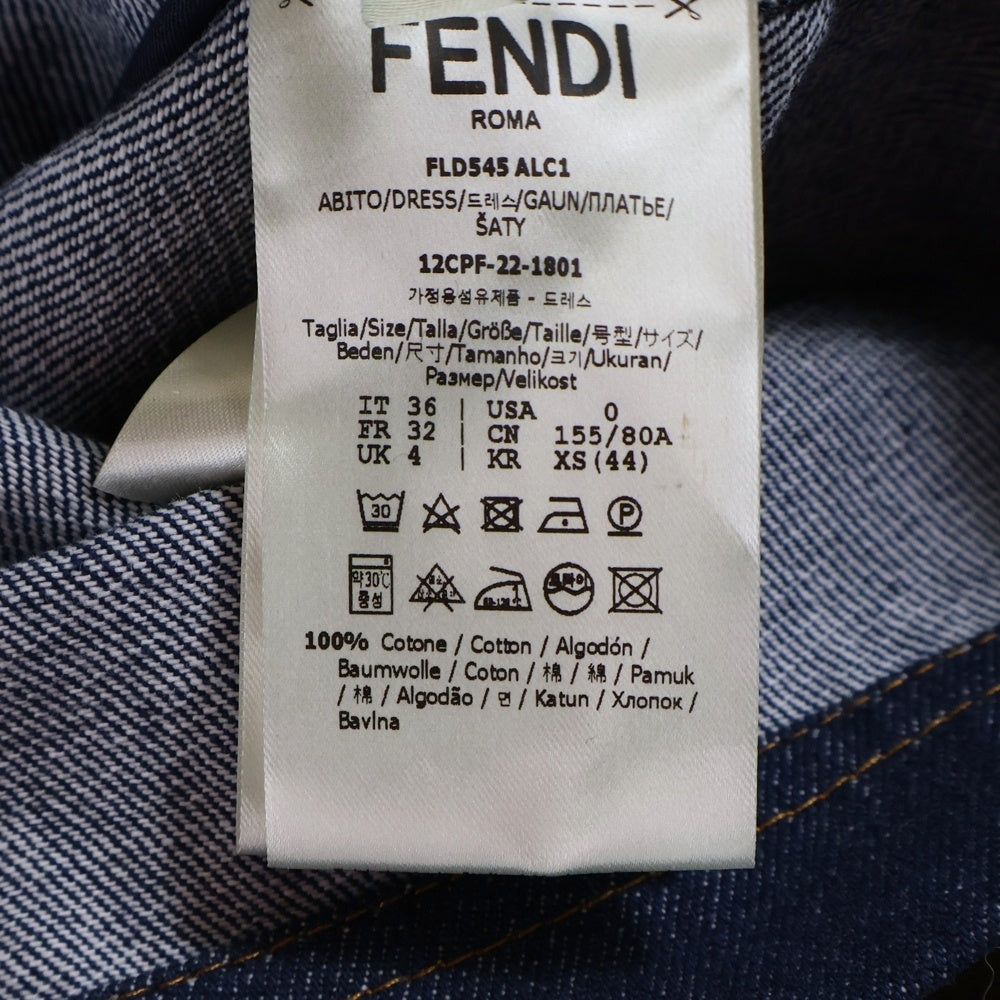 FENDI
ROMA
FLD545 ALC1
ABITO/DRESS/드레스/GAUN/ПЛАТЬЕ/
ŠATY
12CPF-22-1801
가정용섬유제품 - 드레스
Taglia/Size/Talla/Größe/Taille/号型/サイズ/
Beden/尺寸/Tamanho/크기/Ukuran/
Размер/Velikost
IT 36 | USA 0
FR 32 | CN 155/80A
UK 4 | KR XS(44)
30 P
약30℃
중성
드라이
100% Cotone / Cotton / Algodón /
Baumwolle / Coton / 棉 / 綿 / Pamuk
/ 棉 / Algodão / 면 / Katun / Хлопок /
Bavlna